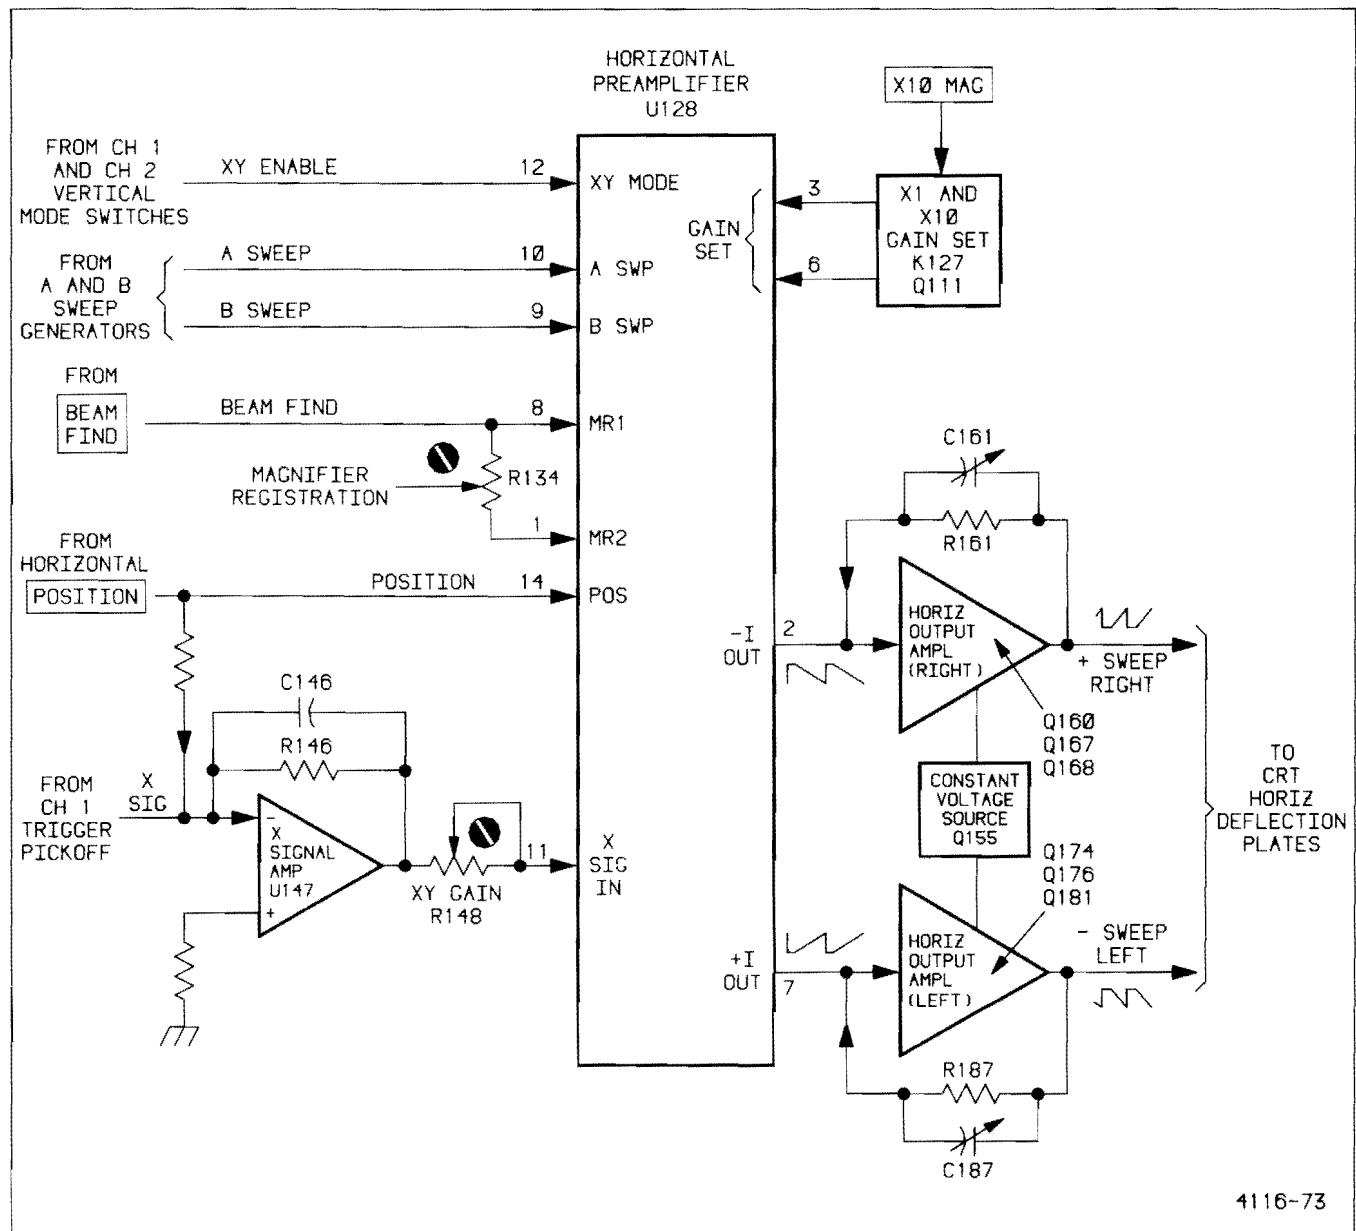 HORIZONTAL
PREAMPLIFIER
U128
X10 MAG
FROM CH 1
AND CH 2
VERTICAL
MODE SWITCHES
XY ENABLE
12
XY MODE
GAIN
SET
3
6
X1 AND
X10
GAIN SET
K127
Q111
FROM
A AND B
SWEEP
GENERATORS
A SWEEP
10
A SWP
B SWEEP
9
B SWP
FROM
BEAM
FIND
BEAM FIND
8
MR1
MAGNIFIER
REGISTRATION
R134
1
MR2
FROM
HORIZONTAL
POSITION
POSITION
14
POS
C161
R161
-I
OUT
2
HORIZ
OUTPUT
AMPL
(RIGHT)
+ SWEEP
RIGHT
Q160
Q167
Q168
CONSTANT
VOLTAGE
SOURCE
Q155
TO
CRT
HORIZ
DEFLECTION
PLATES
C146
R146
FROM
CH 1
TRIGGER
PICKOFF
X
SIG
-
X
SIGNAL
AMP
U147
+
XY GAIN
R148
11
X
SIG
IN
Q174
Q176
Q181
+I
OUT
7
HORIZ
OUTPUT
AMPL
(LEFT)
- SWEEP
LEFT
R187
C187
4116-73